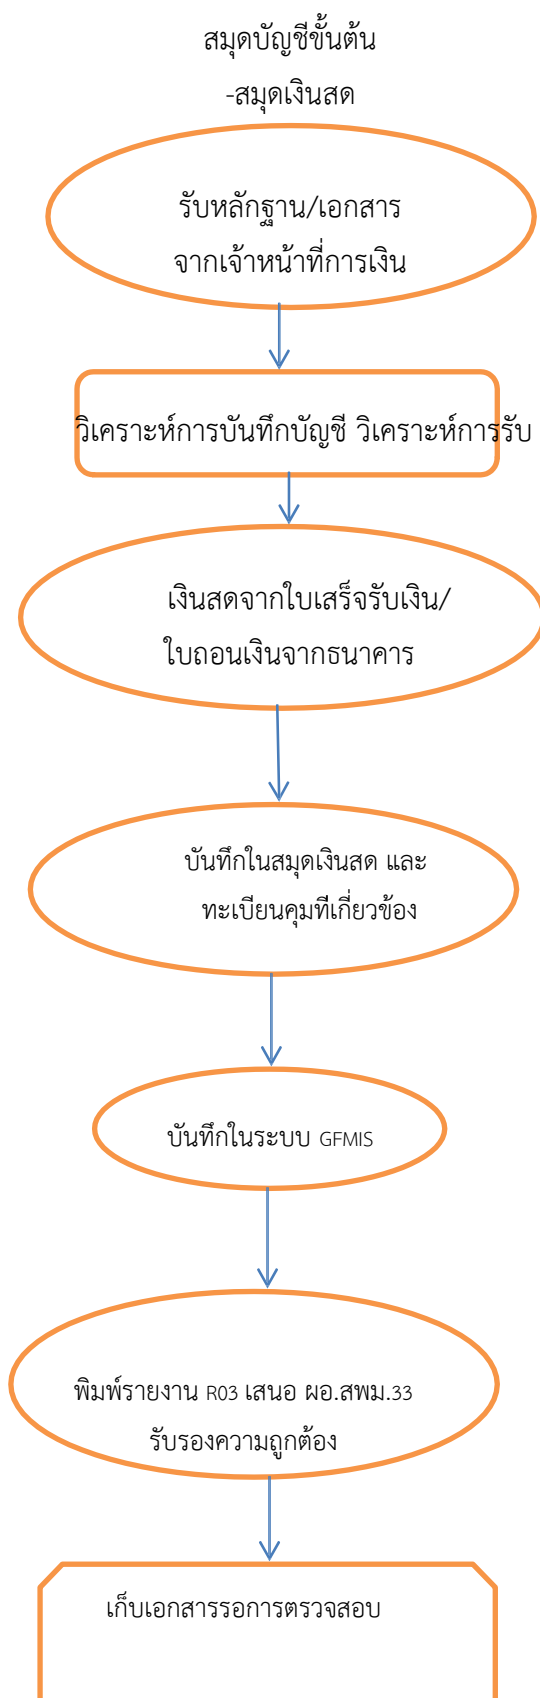 สมุดบัญชีขั้นต้น
-สมุดเงินสด
รับหลักฐาน/เอกสาร
จากเจ้าหน้าที่การเงิน
วิเคราะห์การบันทึกบัญชี วิเคราะห์การรับ
เงินสดจากใบเสร็จรับเงิน/
ใบถอนเงินจากธนาคาร
บันทึกในสมุดเงินสด และ
ทะเบียนคุมทีเกี่ยวข้อง
บันทึกในระบบ GFMIS
พิมพ์รายงาน R03 เสนอ ผอ.สพม.33
รับรองความถูกต้อง
เก็บเอกสารรอการตรวจสอบ